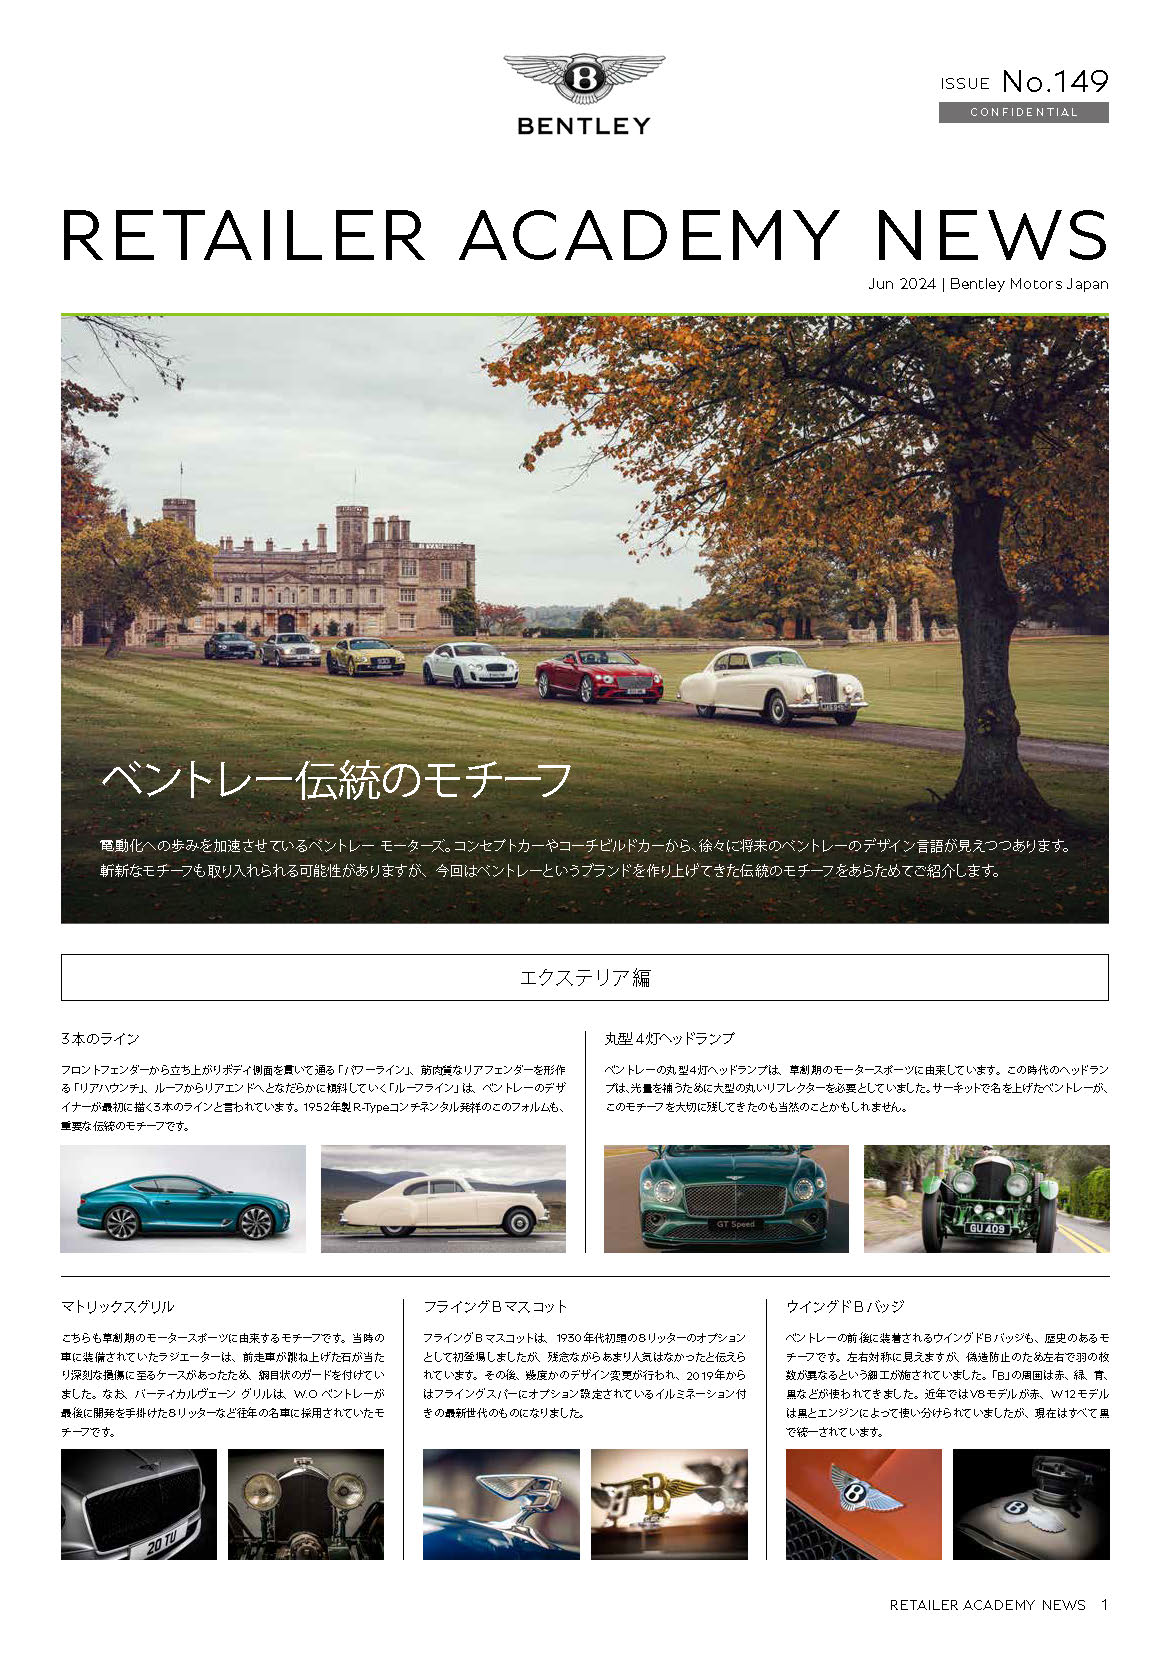 BENTLEY
ISSUE No.149
CONFIDENTIAL
RETAILER ACADEMY NEWS
Jun 2024 | Bentley Motors Japan
ベントレー伝統のモチーフ
電動化への歩みを加速させているベントレー モーターズ。コンセプトカーやコーチビルドカーから、徐々に将来のベントレーのデザイン言語が見えつつあります。
斬新なモチーフも取り入れられる可能性がありますが、今回はベントレーというブランドを作り上げてきた伝統のモチーフをあらためてご紹介します。
エクステリア編
3本のライン
フロントフェンダーから立ち上がりボディ側面を貫いて通る「パワーライン」、筋肉質なリアフェンダーを形作
る「リアハウンチ」、ルーフからリアエンドへとなだらかに傾斜していく「ルーフライン」は、ベントレーのデザ
イナーが最初に描く3本のラインと言われています。1952年製R-Typeコンチネンタル発祥のこのフォルムも、
重要な伝統のモチーフです。
丸型4灯ヘッドランプ
ベントレーの丸型4灯ヘッドランプは、草創期のモータースポーツに由来しています。この時代のヘッドラン
プは、光量を補うために大型の丸いリフレクターを必要としていました。サーキットで名を上げたベントレーが、
このモチーフを大切に残してきたのも当然のことかもしれません。
GT Speed
GU 409
マトリックスグリル
こちらも草創期のモータースポーツに由来するモチーフです。当時の
車に装備されていたラジエーターは、前走車が跳ね上げた石が当た
り深刻な損傷に至るケースがあったため、網目状のガードを付けてい
ました。なお、バーティカルヴェーン グリルは、W.O ベントレーが
最後に開発を手掛けた8リッターなど往年の名車に採用されていたモ
チーフです。
20 TU
フライングBマスコット
フライングBマスコットは、1930年代初頭の8リッターのオプション
として初登場しましたが、残念ながらあまり人気はなかったと伝えら
れています。その後、幾度かのデザイン変更が行われ、2019年から
はフライングスパーにオプション設定されているイルミネーション付
きの最新世代のものになりました。
ウイングドBバッジ
ベントレーの前後に装着されるウイングドBバッジも、歴史のあるモ
チーフです。左右対称に見えますが、偽造防止のため左右で羽の枚
数が異なるという細工が施されていました。「B」の周囲は赤、緑、青、
黒などが使われてきました。近年ではV8モデルが赤、W12モデル
は黒とエンジンによって使い分けられていましたが、現在はすべて黒
で統一されています。
RETAILER ACADEMY NEWS 1